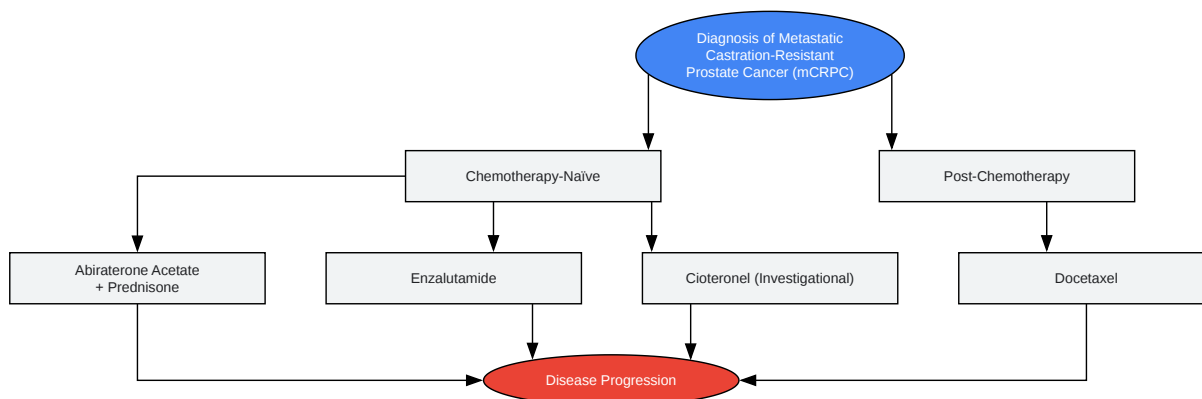 Diagnosis of Metastatic
Castration-Resistant
Prostate Cancer (mCRPC)
Chemotherapy-Naïve
Post-Chemotherapy
Abiraterone Acetate
+ Prednisone
Enzalutamide
Cioteronel (Investigational)
Docetaxel
Disease Progression